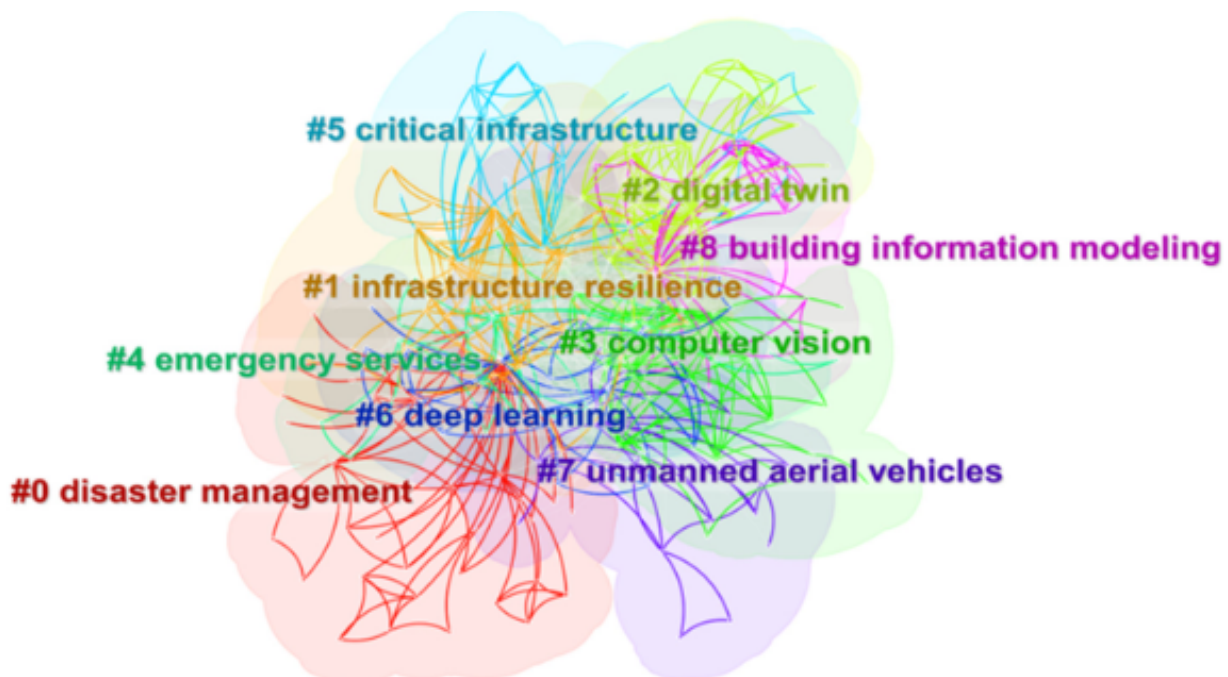 #5 critical infrastructure
#2 digital twin
#8 building information modeling
#1 infrastructure resilience
#3 computer vision
#4 emergency services
#6 deep learning
#7 unmanned aerial vehicles
#0 disaster management